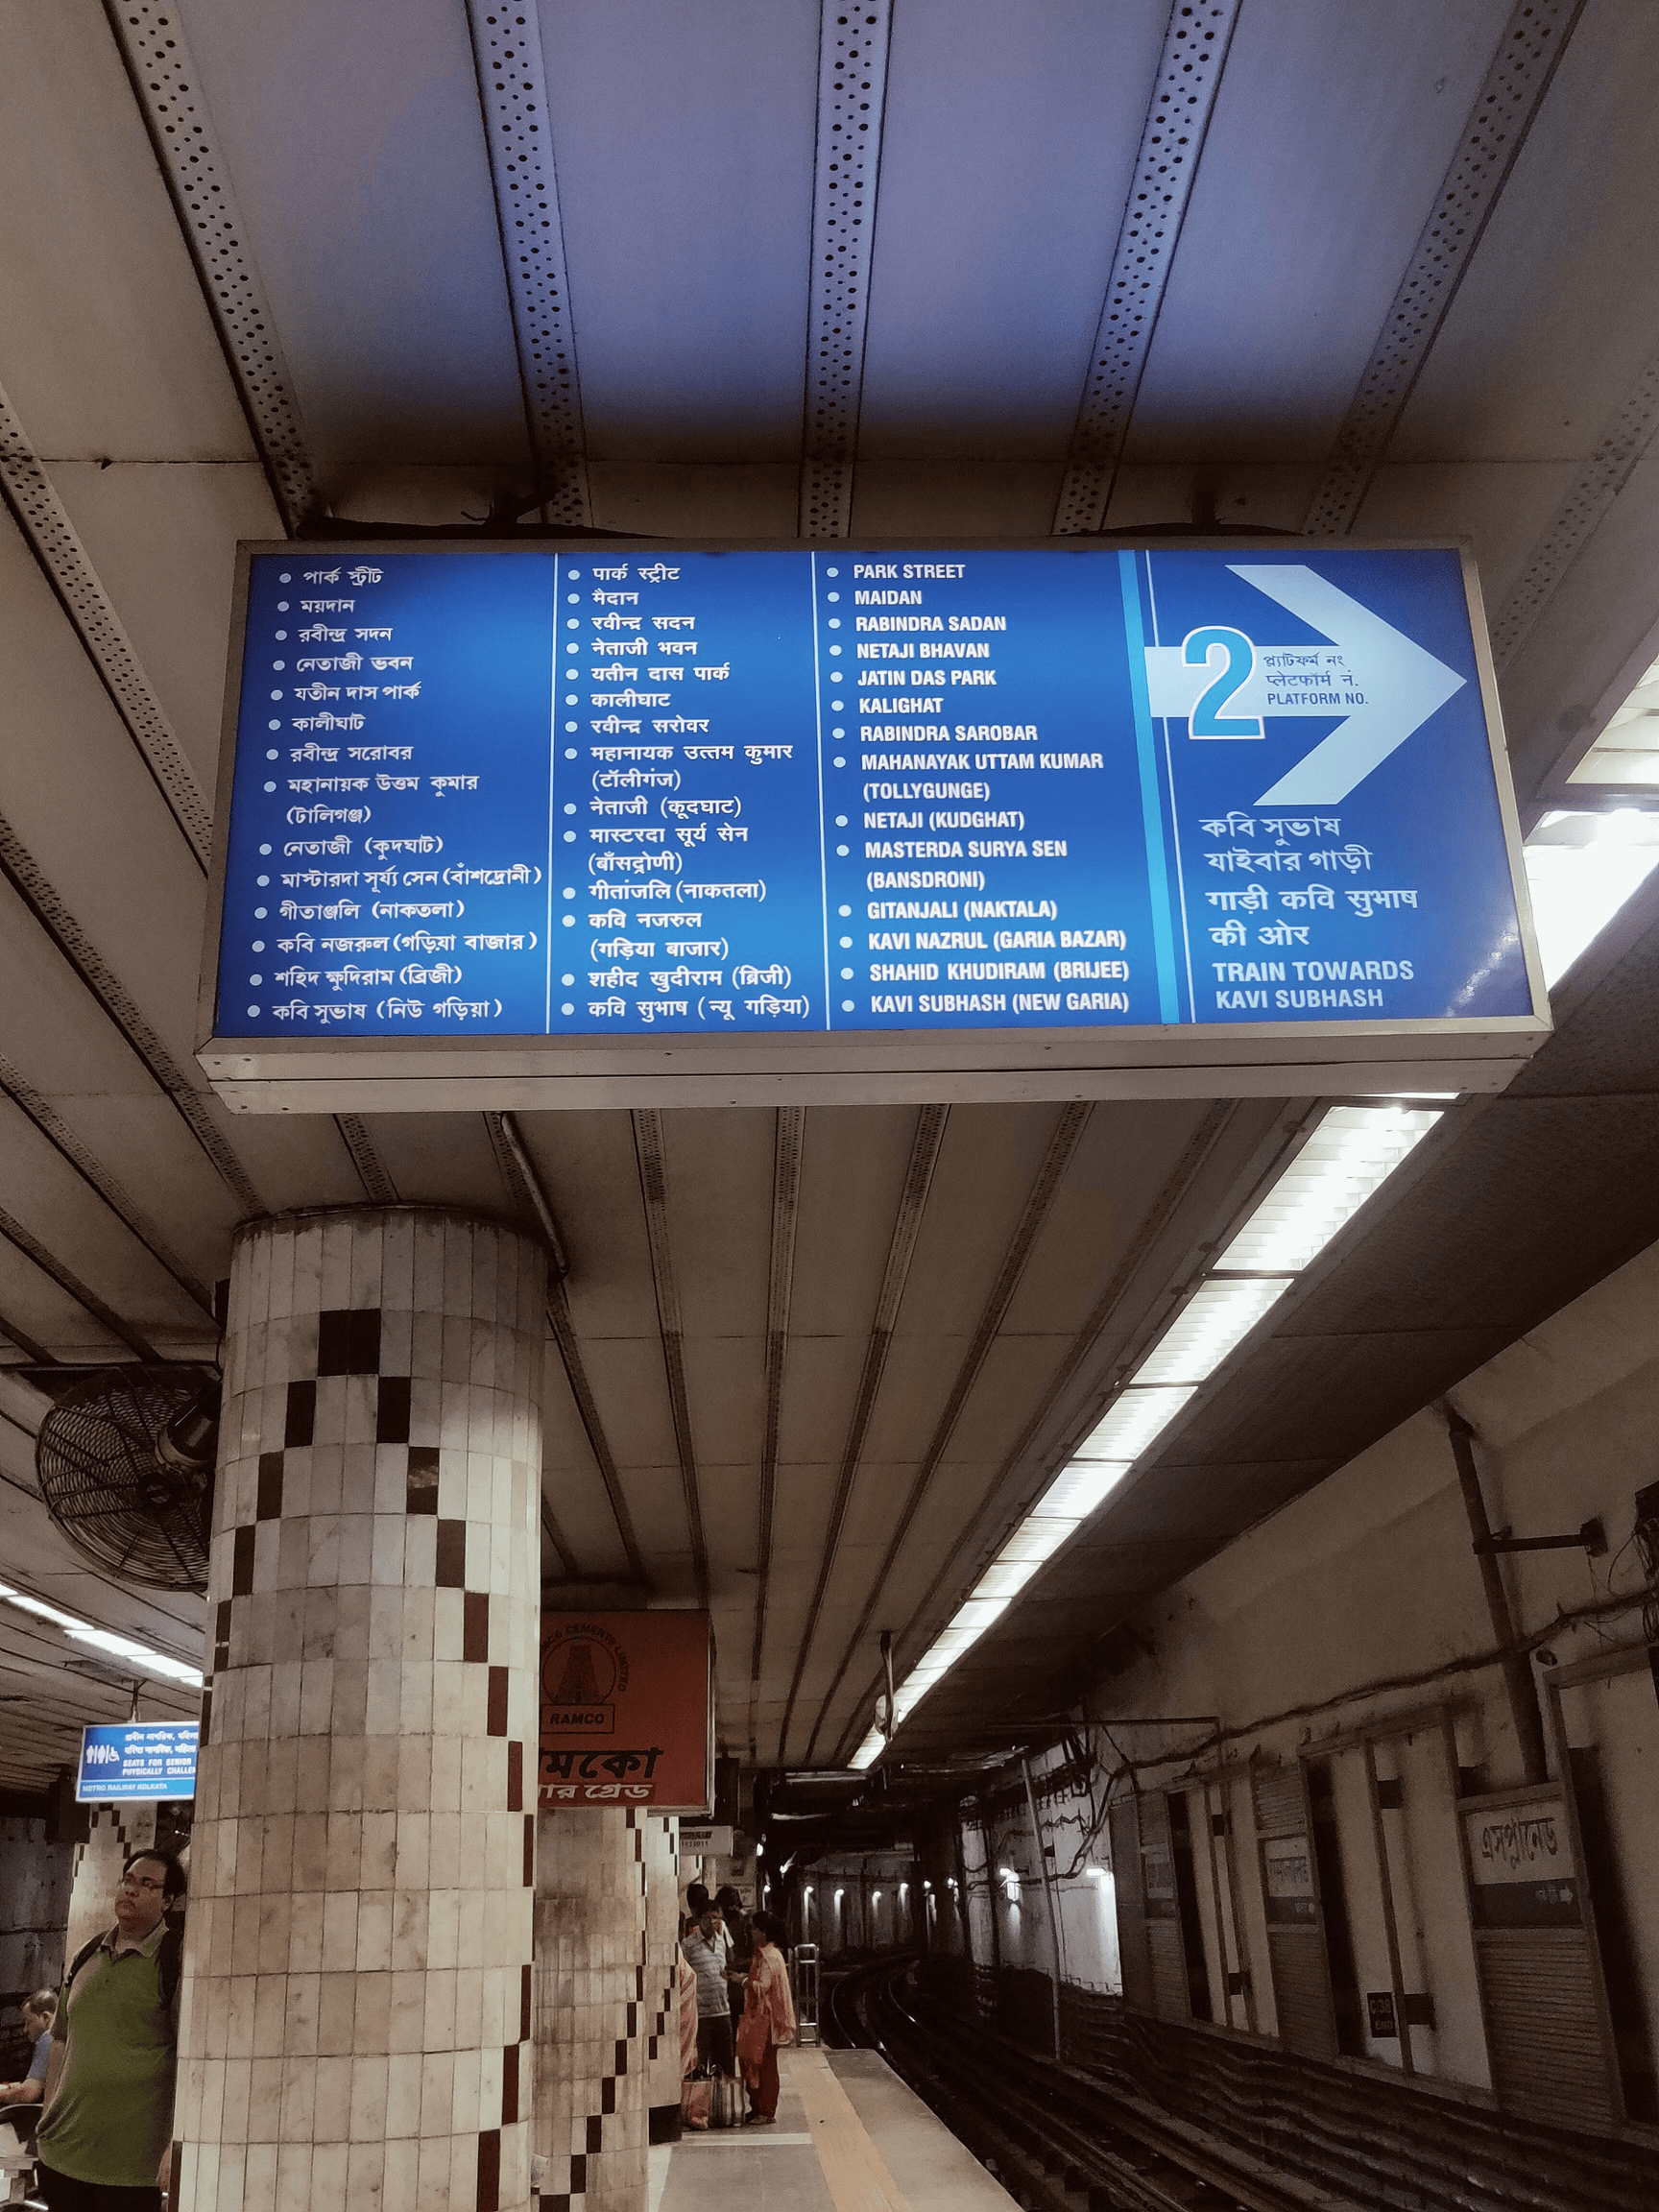 পার্ক স্ট্রীট
ময়দান
রবীন্দ্র সদন
নেতাজী ভবন
যতীন দাস পার্ক
কালীঘাট
রবীন্দ্র সরোবর
মহানায়ক উত্তম কুমার
(টালিগঞ্জ)
নেতাজী (কুদঘাট)
মাস্টারদা সূর্য্য সেন (বাঁশদ্রোনী)
গীতাঞ্জলি (নাকতলা)
কবি নজরুল (গড়িয়া বাজার)
শহিদ ক্ষুদিরাম (ব্রিজী)
কবি সুভাষ (নিউ গড়িয়া)
पार्क स्ट्रीट
मैदान
रवीन्द्र सदन
नेताजी भवन
यतीन दास पार्क
कालीघाट
रवीन्द्र सरोवर
महानायक उत्तम कुमार
(टॉलीगंज)
नेताजी (कूदघाट)
मास्टरदा सूर्य सेन
(बाँसद्रोणी)
गीतांजलि (नाकतला)
कवि नजरुल
(गड़िया बाजार)
शहीद खुदीराम (ब्रिजी)
कवि सुभाष (न्यू गड़िया)
PARK STREET
MAIDAN
RABINDRA SADAN
NETAJI BHAVAN
JATIN DAS PARK
KALIGHAT
RABINDRA SAROBAR
MAHANAYAK UTTAM KUMAR
(TOLLYGUNGE)
NETAJI (KUDGHAT)
MASTERDA SURYA SEN
(BANSDRONI)
GITANJALI (NAKTALA)
KAVI NAZRUL (GARIA BAZAR)
SHAHID KHUDIRAM (BRIJEE)
KAVI SUBHASH (NEW GARIA)
2
প্ল্যাটফর্ম নং
प्लेटफॉर्म नं.
PLATFORM NO.
কবি সুভাষ
যাইবার গাড়ী
गाड़ी कवि सुभाष
की ओर
TRAIN TOWARDS
KAVI SUBHASH
CEMENTS LIMITED
RAMCO
মকো
ার গ্রেড
SEATS FOR SENIOR
PHYSICALLY
METRO RAILWAY KOLKATA
এসপ্লানেড